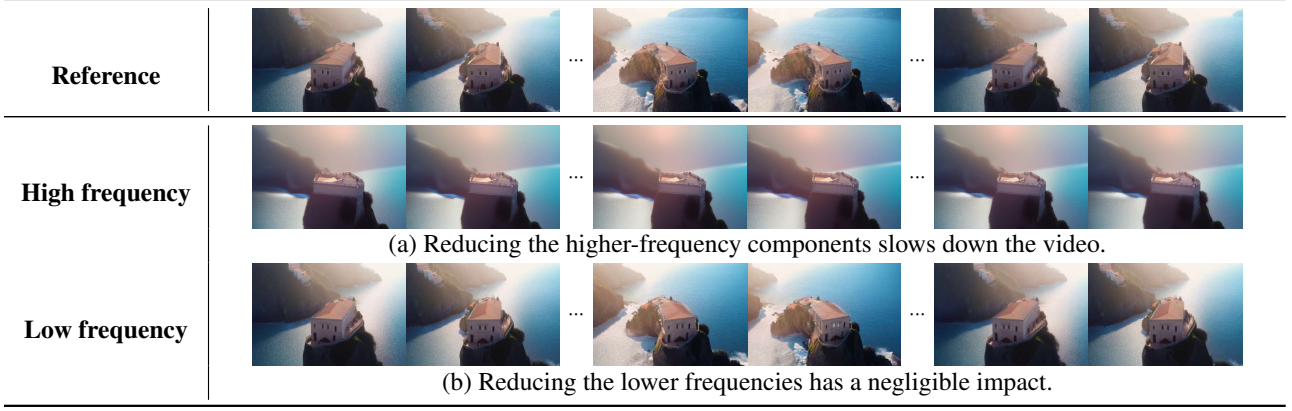 Reference
... ...
High frequency
... ...
(a) Reducing the higher-frequency components slows down the video.
Low frequency
... ...
(b) Reducing the lower frequencies has a negligible impact.